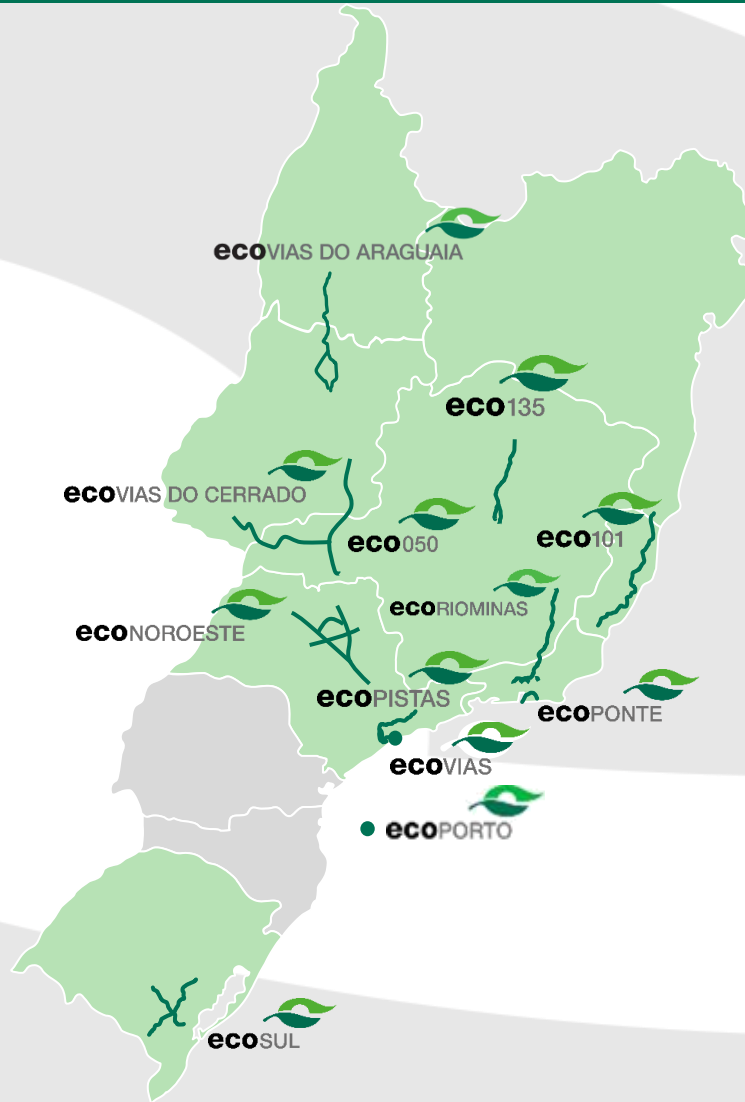 ecoVIAS DO ARAGUAIA
eco135
ecoVIAS DO CERRADO
eco050
eco101
ecoRIOMINAS
ecoNOROESTE
ecoPISTAS
ecoPONTE
ecoVIAS
ecoPORTO
ecoSUL